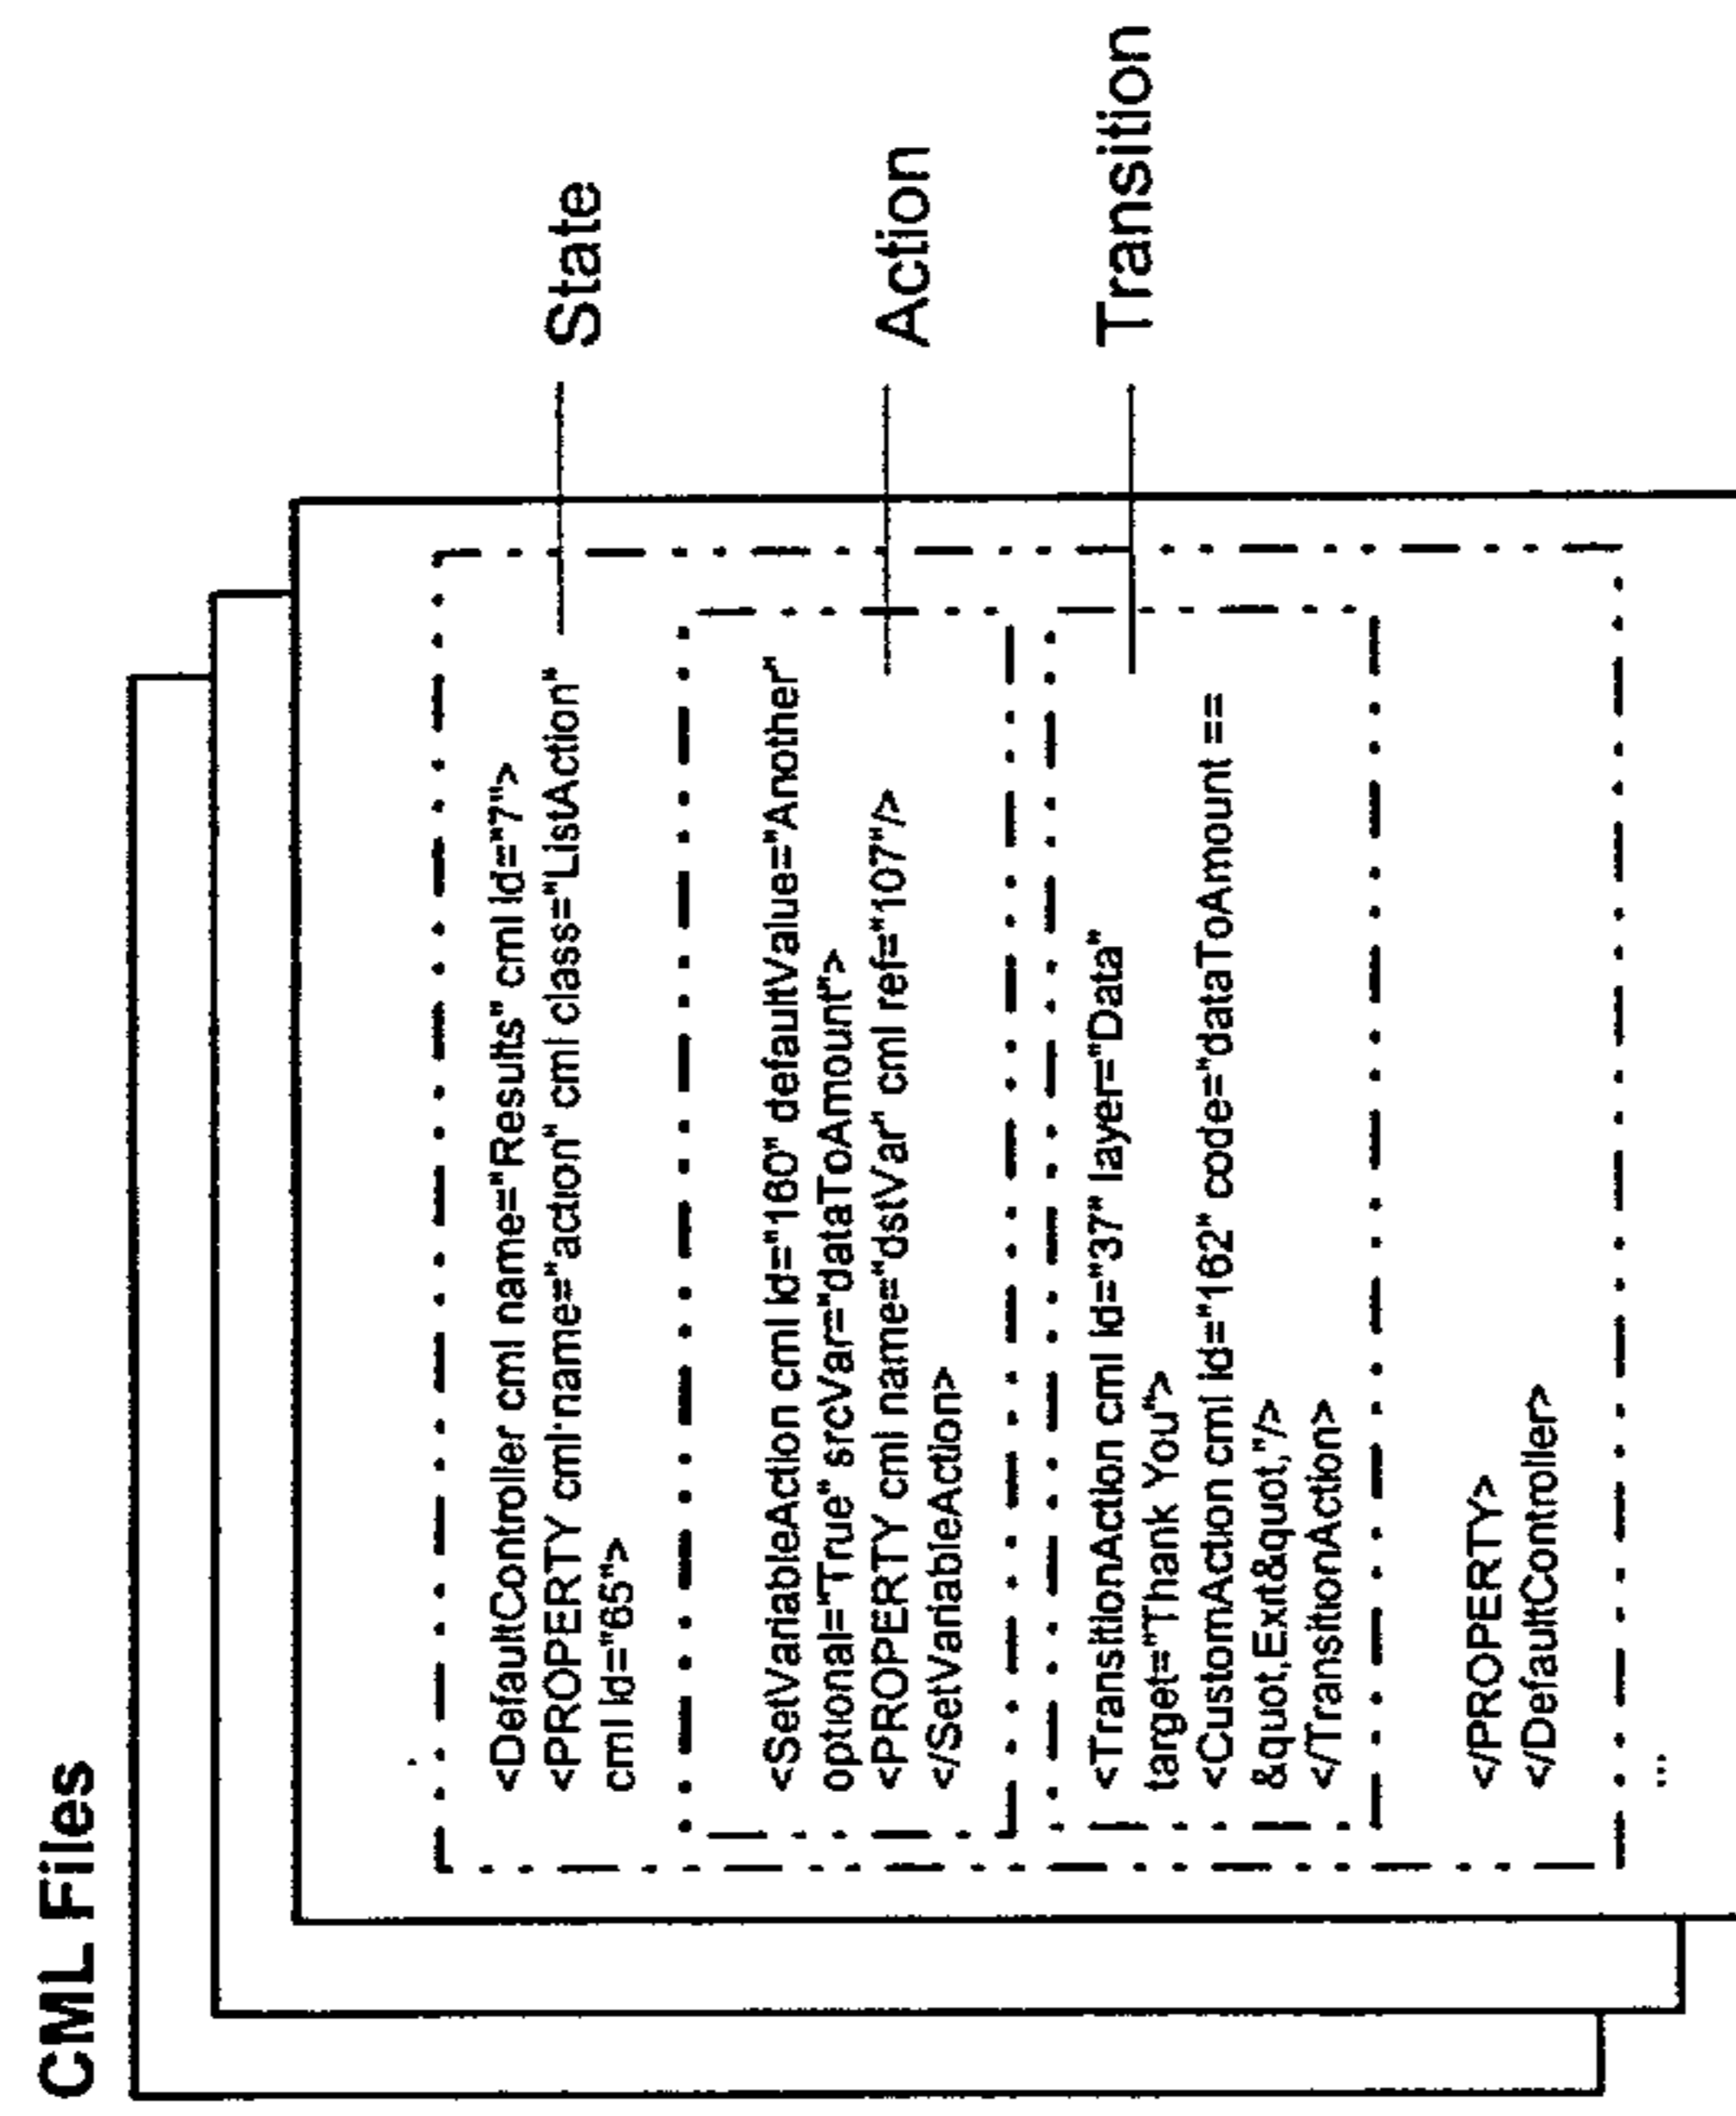 CML Files
<DefaultController cml name="Results" cml id="7">
<PROPERTY cml:name="action" cml class="ListAction"
cml id="65">
State
<SetVariableAction cml id="160" defaultValue="Another"
optional="True" srcVar="dataToAmount">
<PROPERTY cml name="dstVar" cml ref="107"/>
</SetVariableAction>
Action
<TransitionAction cml id="37" layer="Data"
target="Thank You">
<CustomAction cml id="162" code="dataToAmount ==
&quot,Exit&quot,"/>
</TransitionAction>
Transition
</PROPERTY>
</DefaultController>
...